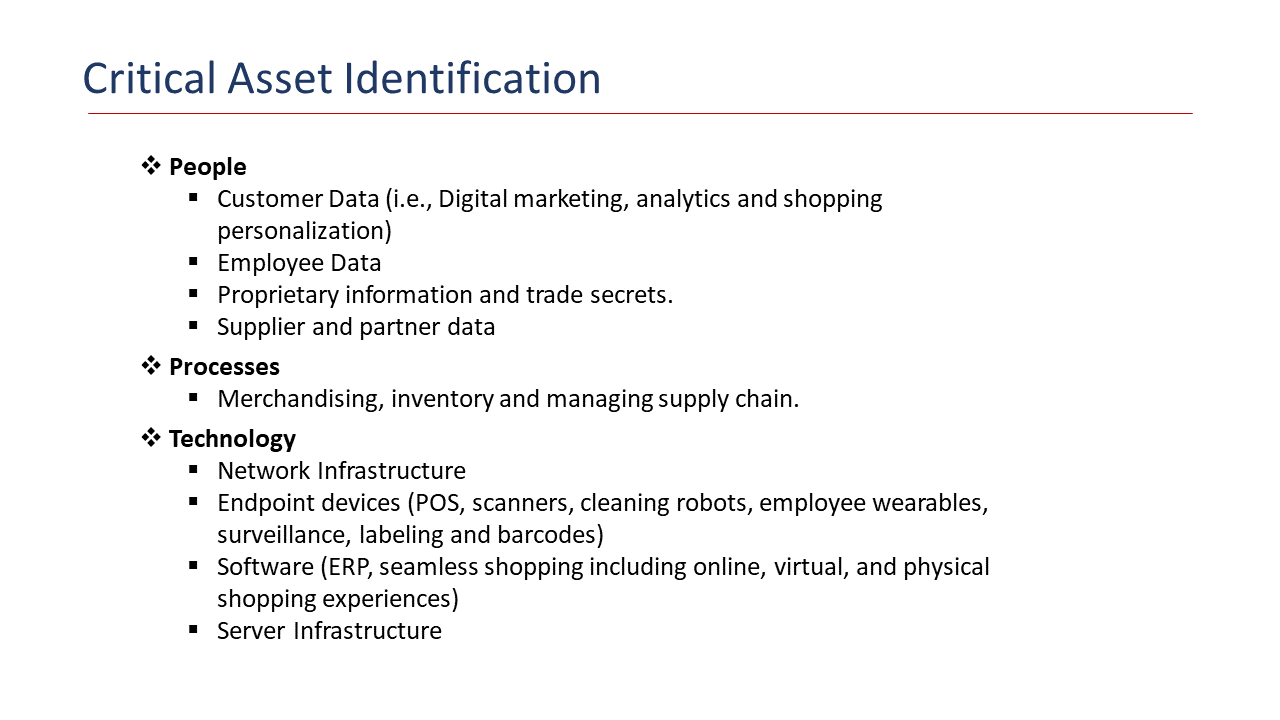 Critical Asset Identification
❖ People
▪ Customer Data (i.e., Digital marketing, analytics and shopping
personalization)
▪ Employee Data
▪ Proprietary information and trade secrets.
▪ Supplier and partner data
❖ Processes
▪ Merchandising, inventory and managing supply chain.
❖ Technology
▪ Network Infrastructure
▪ Endpoint devices (POS, scanners, cleaning robots, employee wearables,
surveillance, labeling and barcodes)
▪ Software (ERP, seamless shopping including online, virtual, and physical
shopping experiences)
▪ Server Infrastructure